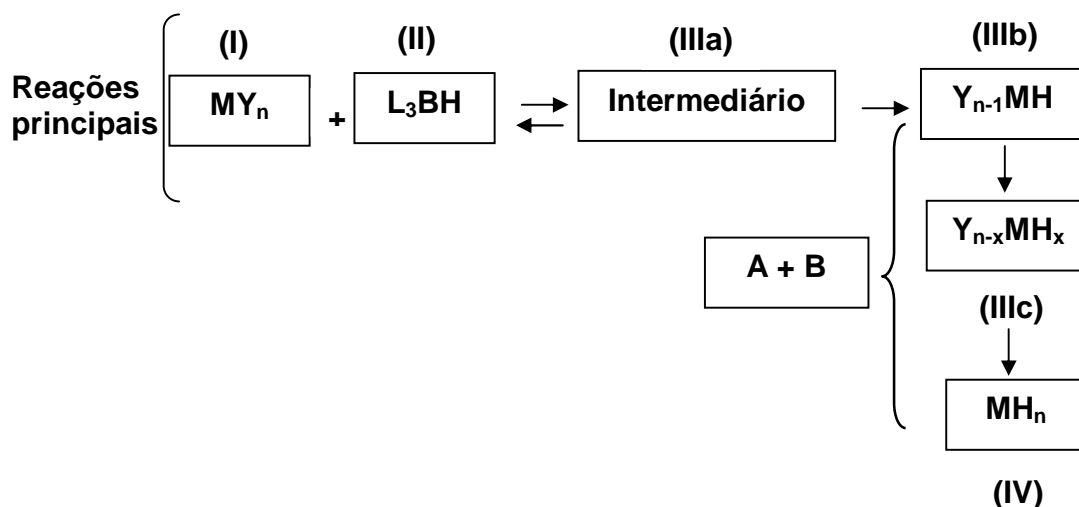 (I) (II) (IIIa) (IIIb)
Reações principais
MYₙ + L₃BH Intermediário Yₙ₋₁MH
Yₙ₋ₓMHₓ
A + B
(IIIc)
MHₙ
(IV)